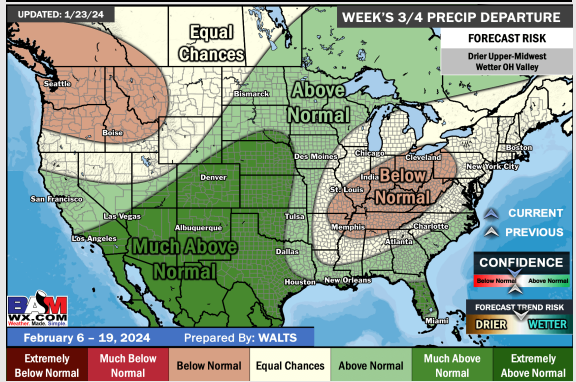 UPDATED: 1/23/24
WEEK'S 3/4 PRECIP DEPARTURE
FORECAST RISK
Drier Upper-Midwest
Wetter OH Valley
Equal
Chances
Seattle
Bismarck
Above
Normal
Boise
Des Moines
Chicago
Cleveland
Boston
New York City
Denver
India
Below
Normal
St. Louis
San Francisco
Las Vegas
Tulsa
Memphis
Charlotte
CURRENT
PREVIOUS
Los Angeles
Albuquerque
Atlanta
Much Above
Normal
Dallas
Houston
New Orleans
CONFIDENCE
Below Normal
Above Normal
FORECAST TREND RISK
DRIER
WETTER
Miami
BAM
WX.COM
Weather. Made. Simple.
February 6 – 19, 2024
Prepared By: WALTS
Extremely
Below Normal
Much Below
Normal
Below Normal
Equal Chances
Above Normal
Much Above
Normal
Extremely
Above Normal